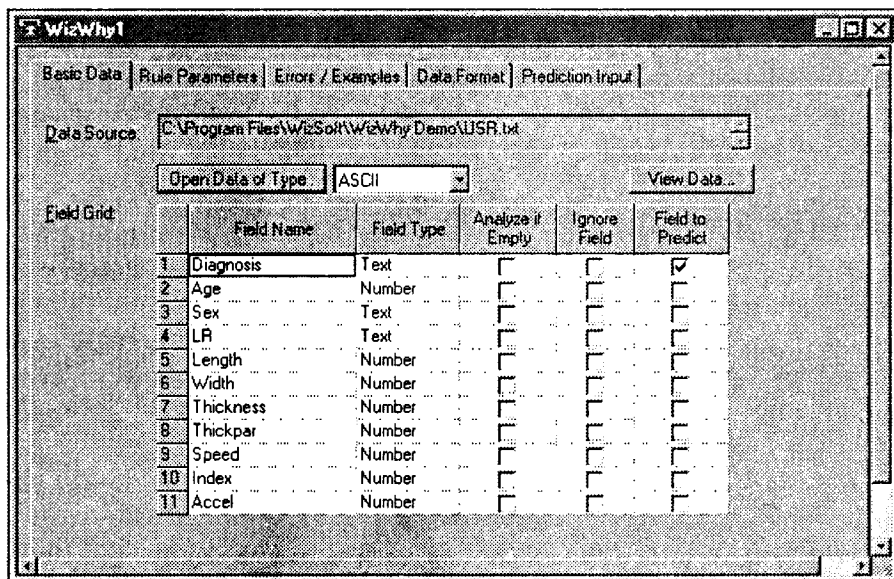 WizWhy1
Basic Data Rule Parameters Errors / Examples Data Format Prediction Input
Data Source: C:\Program Files\WizSoft\WizWhy Demo\USR.txt
Open Data of Type ASCII View Data...
Field Grid:
Field Name Field Type Analyze if Empty Ignore Field Field to Predict
1 Diagnosis Text
2 Age Number
3 Sex Text
4 LR Text
5 Length Number
6 Width Number
7 Thickness Number
8 Thickpar Number
9 Speed Number
10 Index Number
11 Accel Number